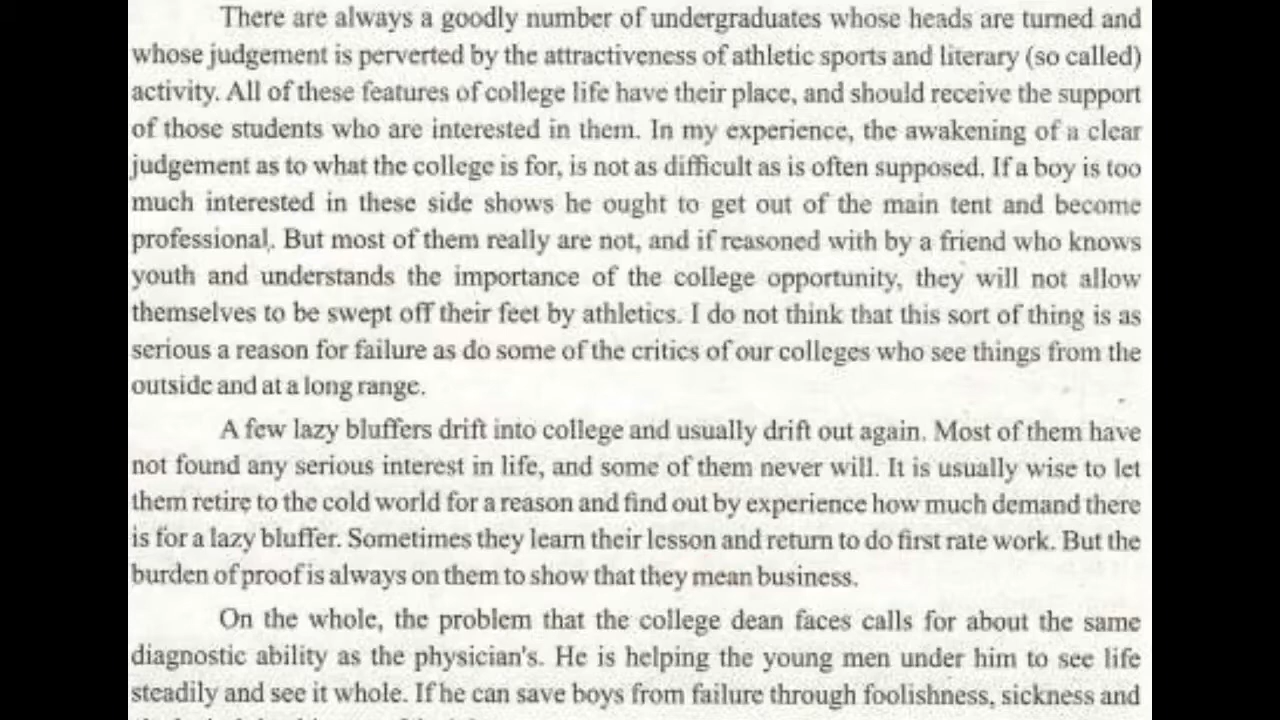 There are always a goodly number of undergraduates whose heads are turned and
whose judgement is perverted by the attractiveness of athletic sports and literary (so called)
activity. All of these features of college life have their place, and should receive the support
of those students who are interested in them. In my experience, the awakening of a clear
judgement as to what the college is for, is not as difficult as is often supposed. If a boy is too
much interested in these side shows he ought to get out of the main tent and become
professional. But most of them really are not, and if reasoned with by a friend who knows
youth and understands the importance of the college opportunity, they will not allow
themselves to be swept off their feet by athletics. I do not think that this sort of thing is as
serious a reason for failure as do some of the critics of our colleges who see things from the
outside and at a long range.
A few lazy bluffers drift into college and usually drift out again. Most of them have
not found any serious interest in life, and some of them never will. It is usually wise to let
them retire to the cold world for a reason and find out by experience how much demand there
is for a lazy bluffer. Sometimes they learn their lesson and return to do first rate work. But the
burden of proof is always on them to show that they mean business.
On the whole, the problem that the college dean faces calls for about the same
diagnostic ability as the physician's. He is helping the young men under him to see life
steadily and see it whole. If he can save boys from failure through foolishness, sickness and